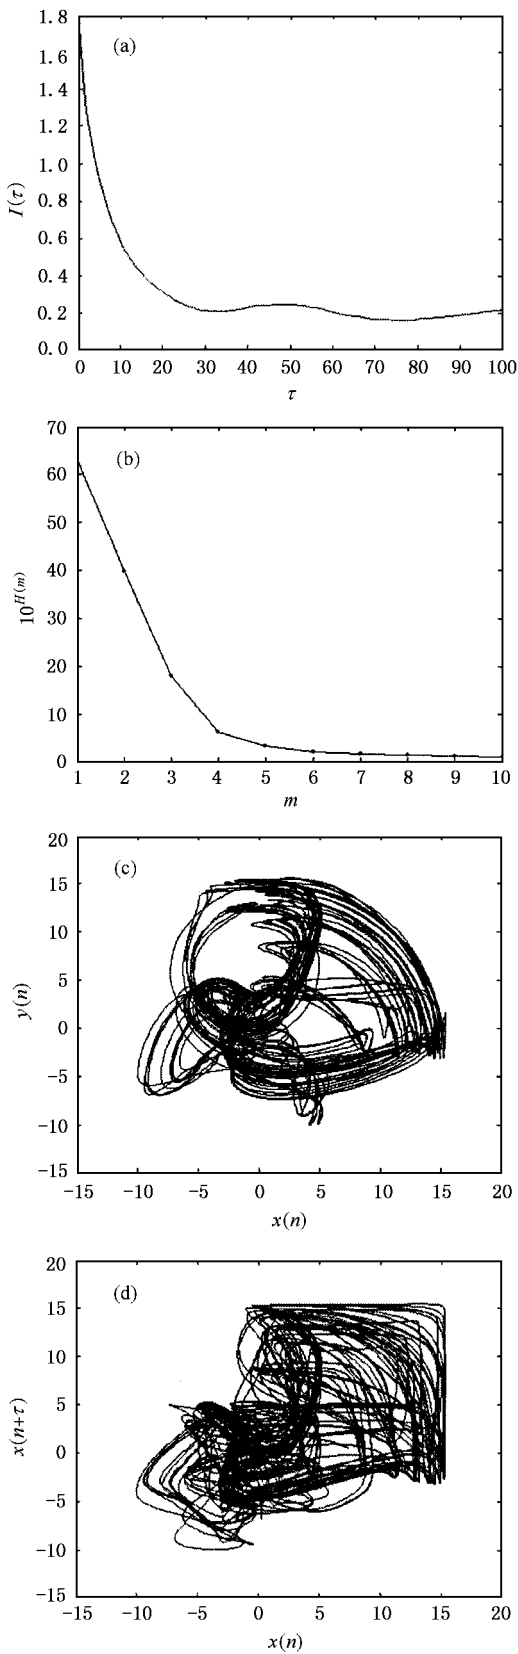 (a)
I(τ)
1.8
1.6
1.4
1.2
1.0
0.8
0.6
0.4
0.2
0.0
0 10 20 30 40 50 60 70 80 90 100
τ
(b)
10^{H(m)}
70
60
50
40
30
20
10
0
1 2 3 4 5 6 7 8 9 10
m
(c)
y(n)
20
15
10
5
0
−5
−10
−15
−15 −10 −5 0 5 10 15 20
x(n)
(d)
x(n+τ)
20
15
10
5
0
−5
−10
−15
−15 −10 −5 0 5 10 15 20
x(n)